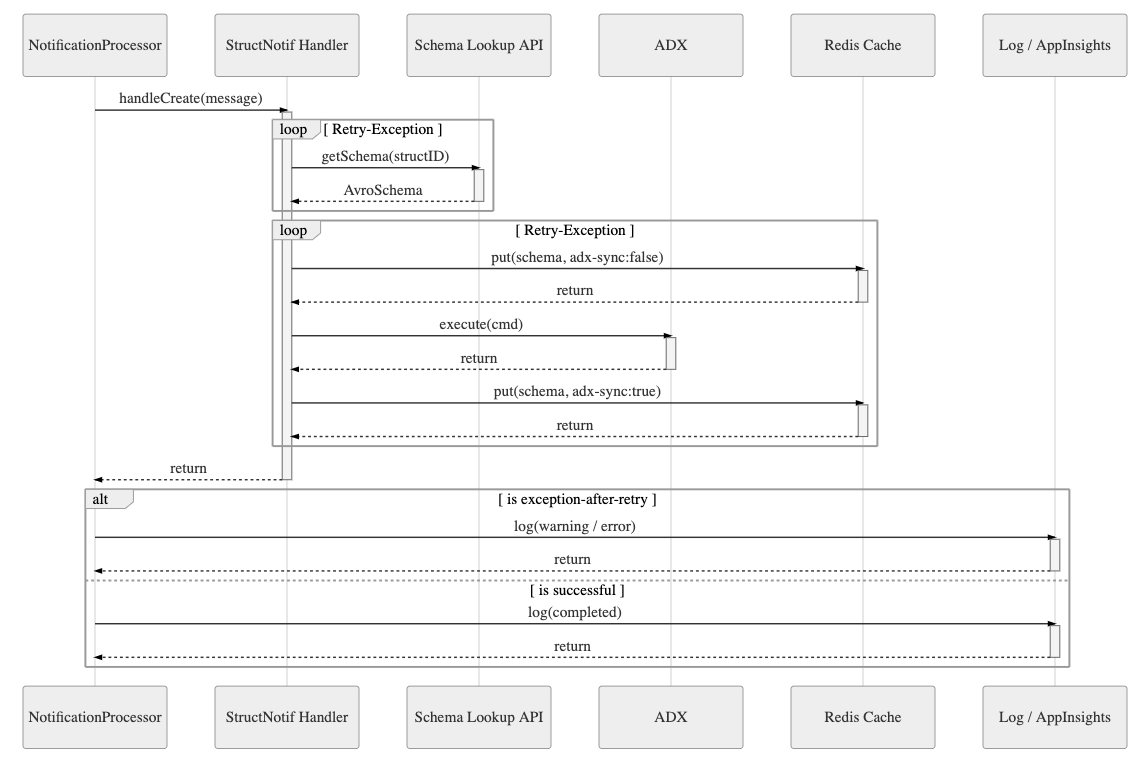 NotificationProcessor
StructNotif Handler
Schema Lookup API
ADX
Redis Cache
Log / AppInsights
handleCreate(message)
loop
[ Retry-Exception ]
getSchema(structID)
AvroSchema
loop
[ Retry-Exception ]
put(schema, adx-sync:false)
return
execute(cmd)
return
put(schema, adx-sync:true)
return
return
alt
[ is exception-after-retry ]
log(warning / error)
return
[ is successful ]
log(completed)
return
NotificationProcessor
StructNotif Handler
Schema Lookup API
ADX
Redis Cache
Log / AppInsights